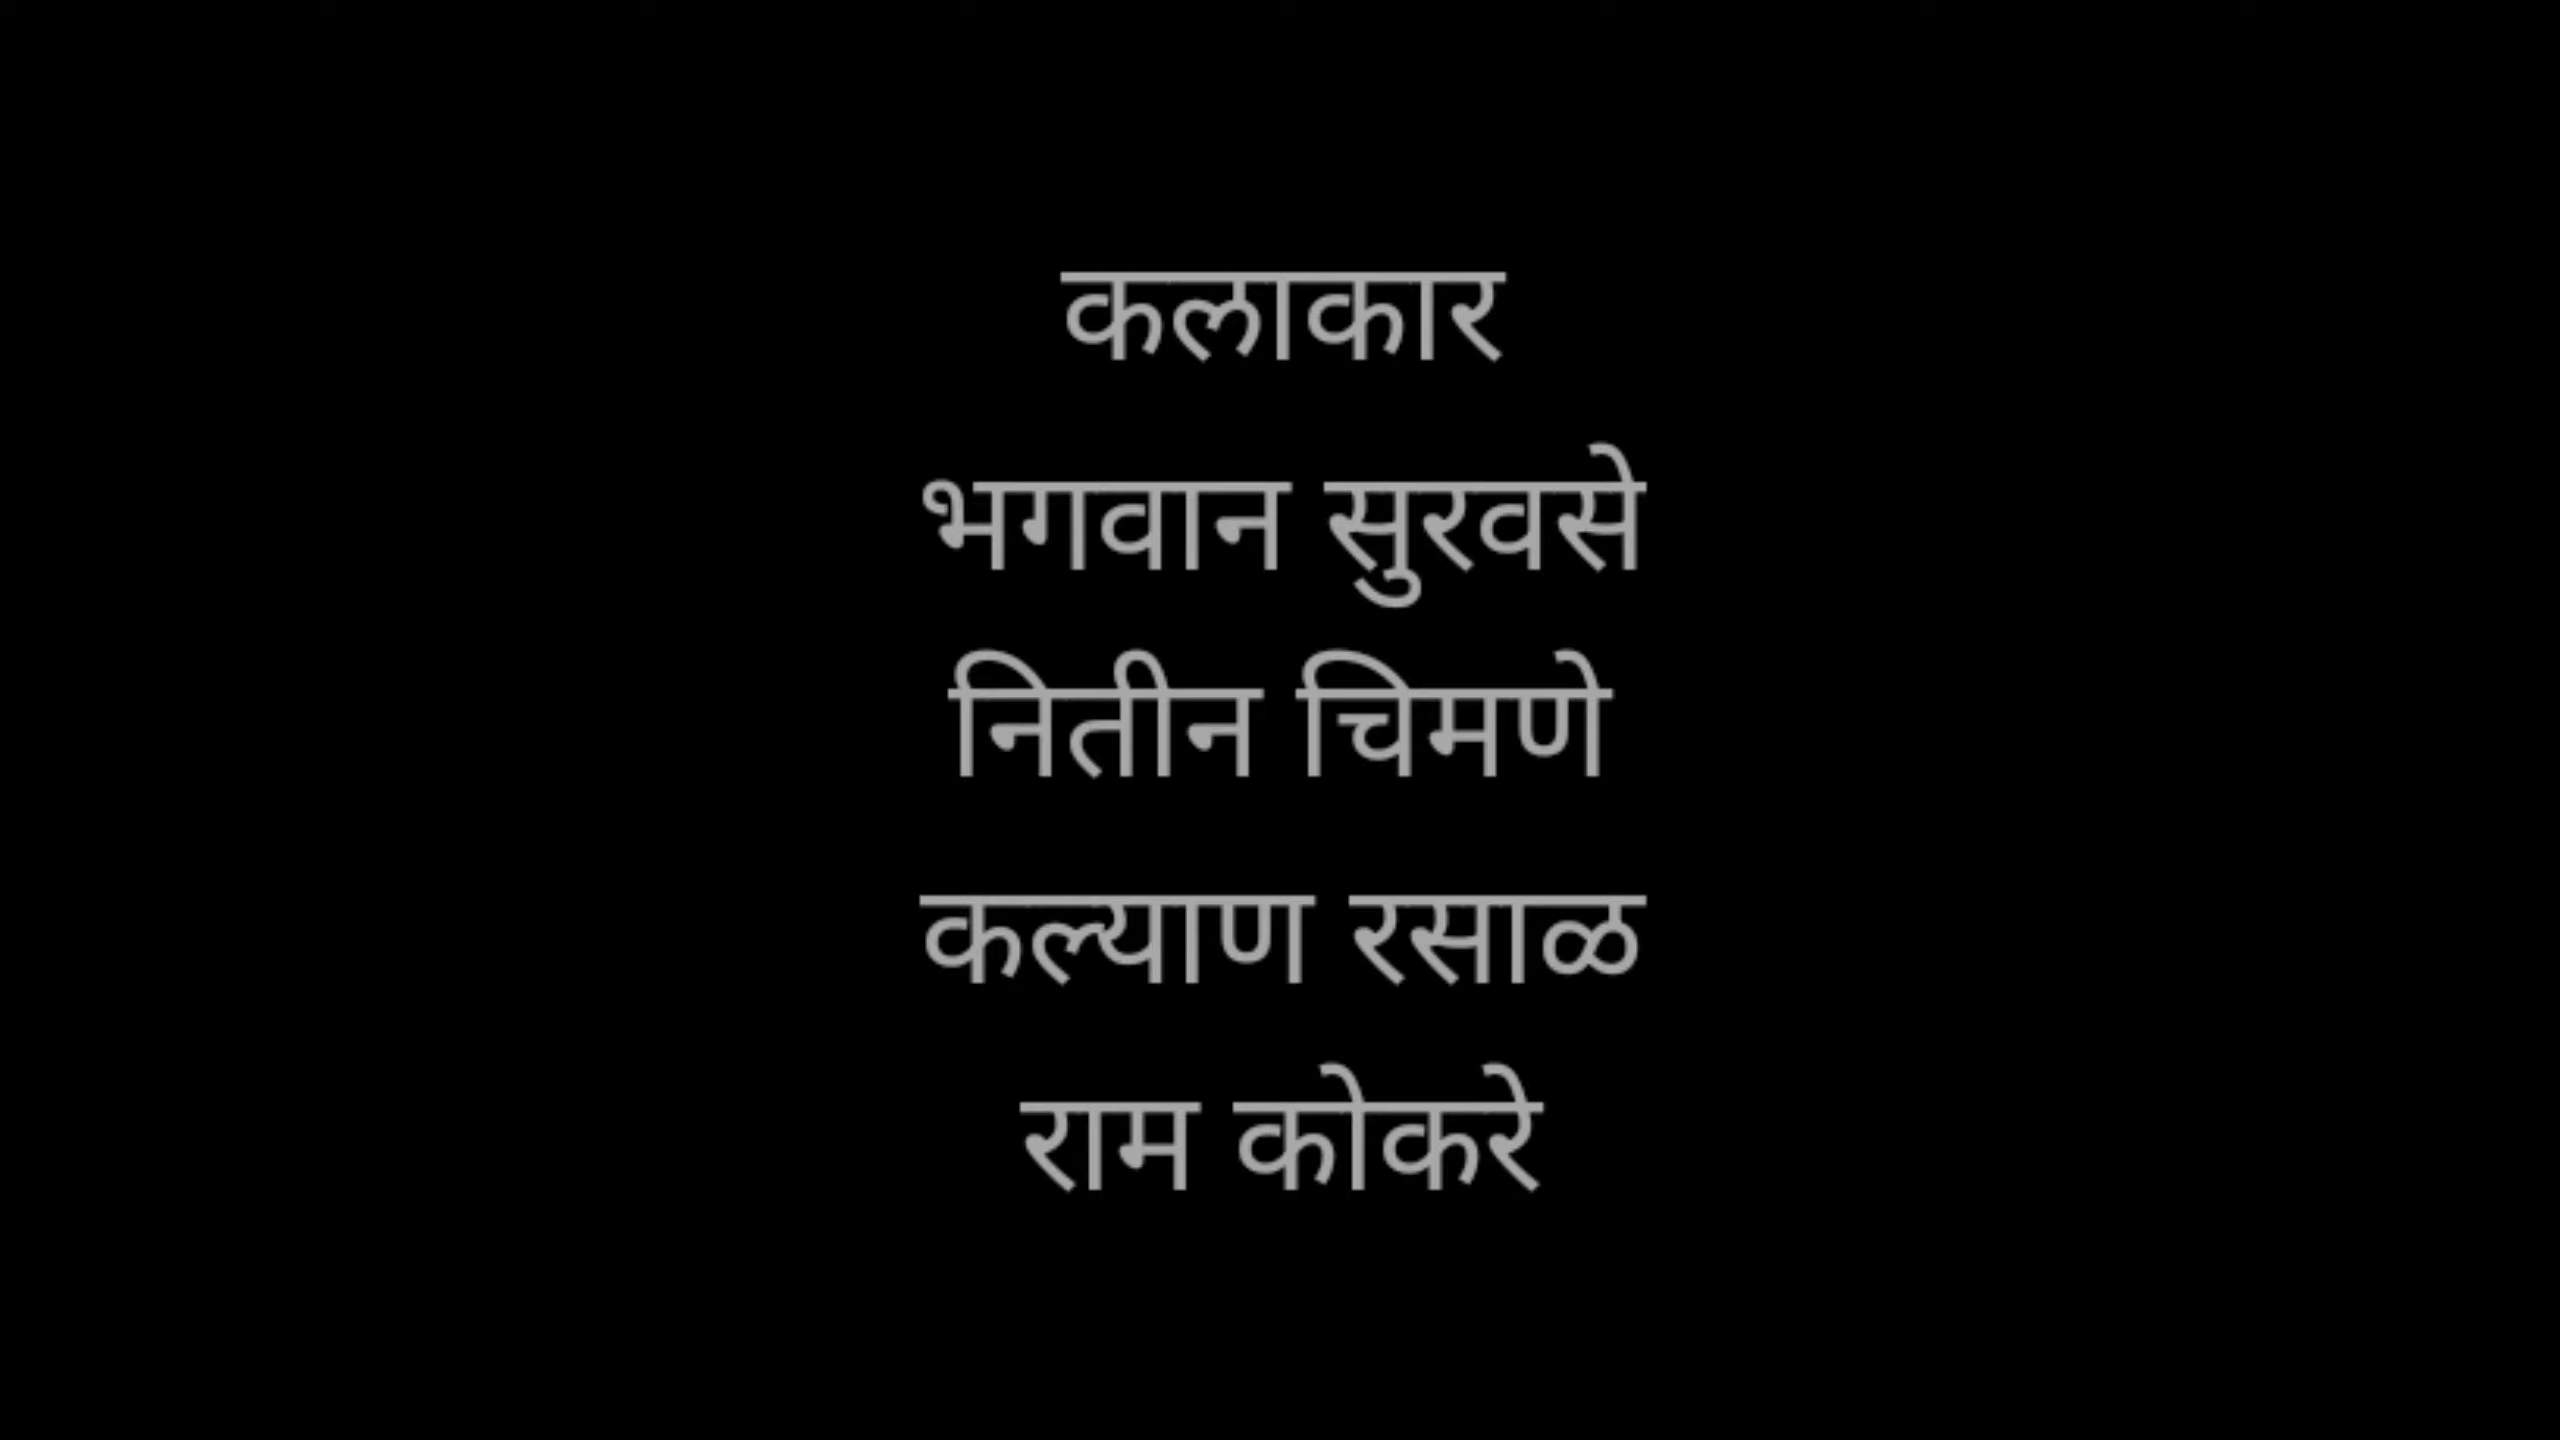 कलाकार
भगवान सुरवसे
नितीन चिमणे
कल्याण रसाळ
राम कोकरे